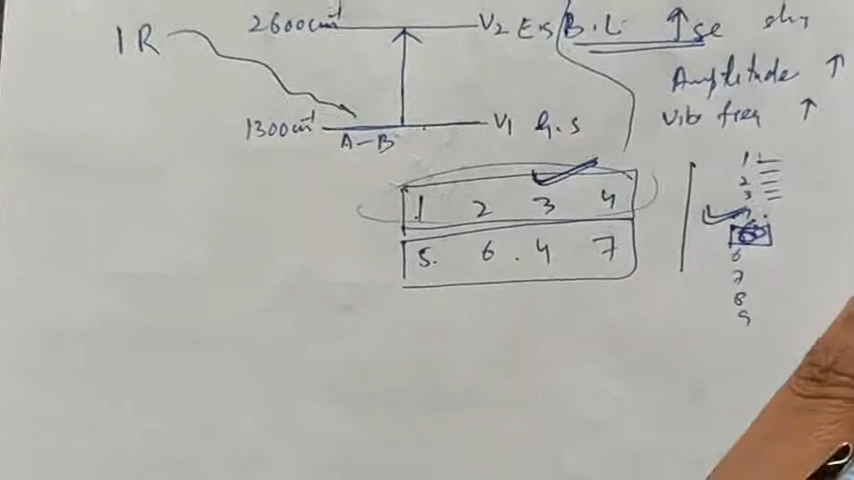 IR
2600cm⁻¹ V₂ E.S B.L ↑se
Amplitude ↑
Vib freq ↑
1300cm⁻¹ V₁ G.S
A–B
1 2 3 4
5. 6. 4 7
1
2
3
6
7
8
9